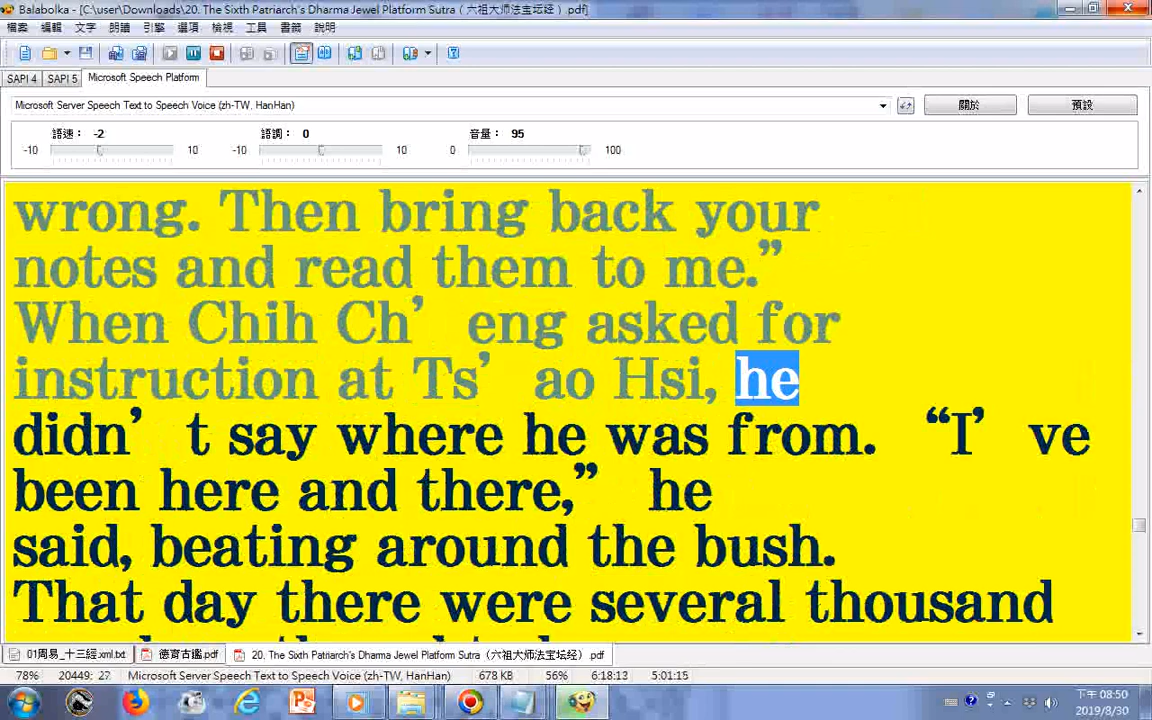 Balabolka - [C:\user\Downloads\20. The Sixth Patriarch's Dharma Jewel Platform Sutra（六祖大师法宝坛经）.pdf]
檔案 編輯 文字 朗讀 引擎 選項 檢視 工具 書籤 說明
SAPI 4 SAPI 5 Microsoft Speech Platform
Microsoft Server Speech Text to Speech Voice (zh-TW, HanHan) 關於 預設
語速： -2 語調： 0 音量： 95
-10 10 -10 10 0 100
wrong. Then bring back your
notes and read them to me.”
When Chih Ch’ eng asked for
instruction at Ts’ ao Hsi, he
didn’ t say where he was from. “I’ ve
been here and there,” he
said, beating around the bush.
That day there were several thousand
01周易_十三經.xml.txt 德育古鑑.pdf 20. The Sixth Patriarch's Dharma Jewel Platform Sutra（六祖大师法宝坛经）.pdf
78% 20449: 27 Microsoft Server Speech Text to Speech Voice (zh-TW, HanHan) 678 KB 56% 6:18:13 5:01:15
下午 08:50
2019/8/30